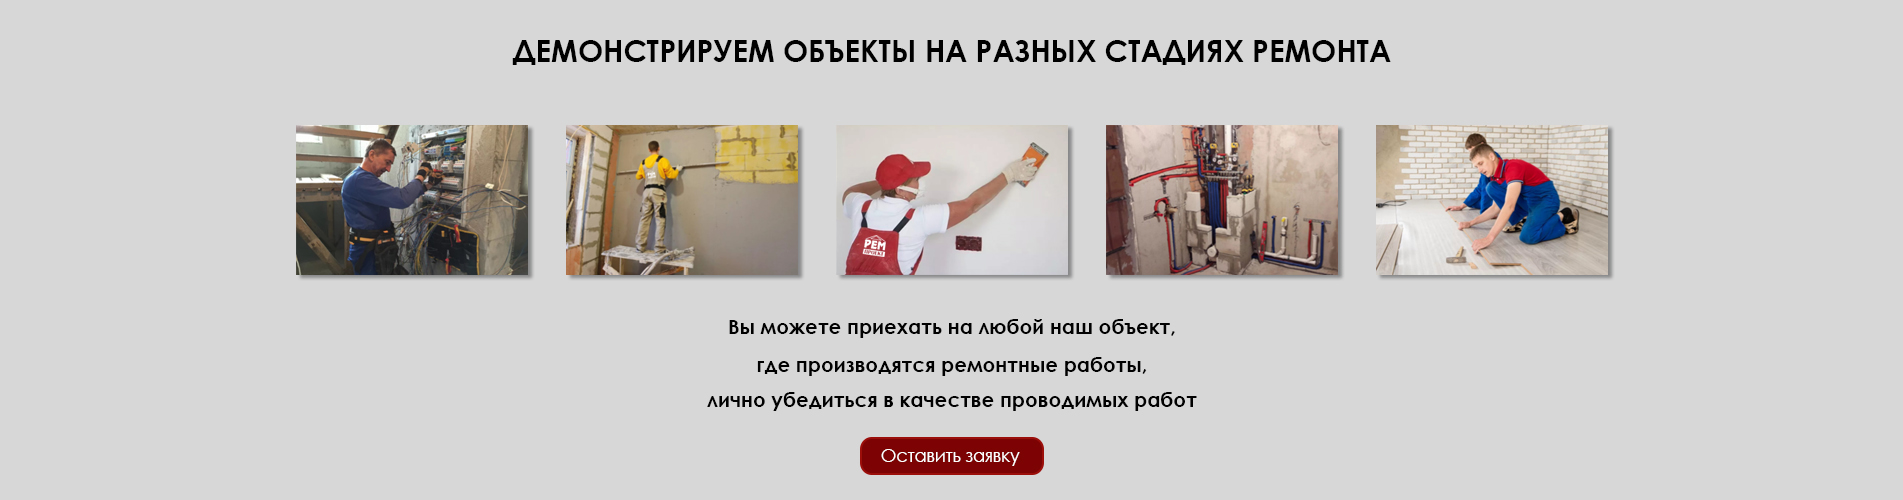 ДЕМОНСТРИРУЕМ ОБЪЕКТЫ НА РАЗНЫХ СТАДИЯХ РЕМОНТА
РЕМ
Вы можете приехать на любой наш объект,
где производятся ремонтные работы,
лично убедиться в качестве проводимых работ
Оставить заявку